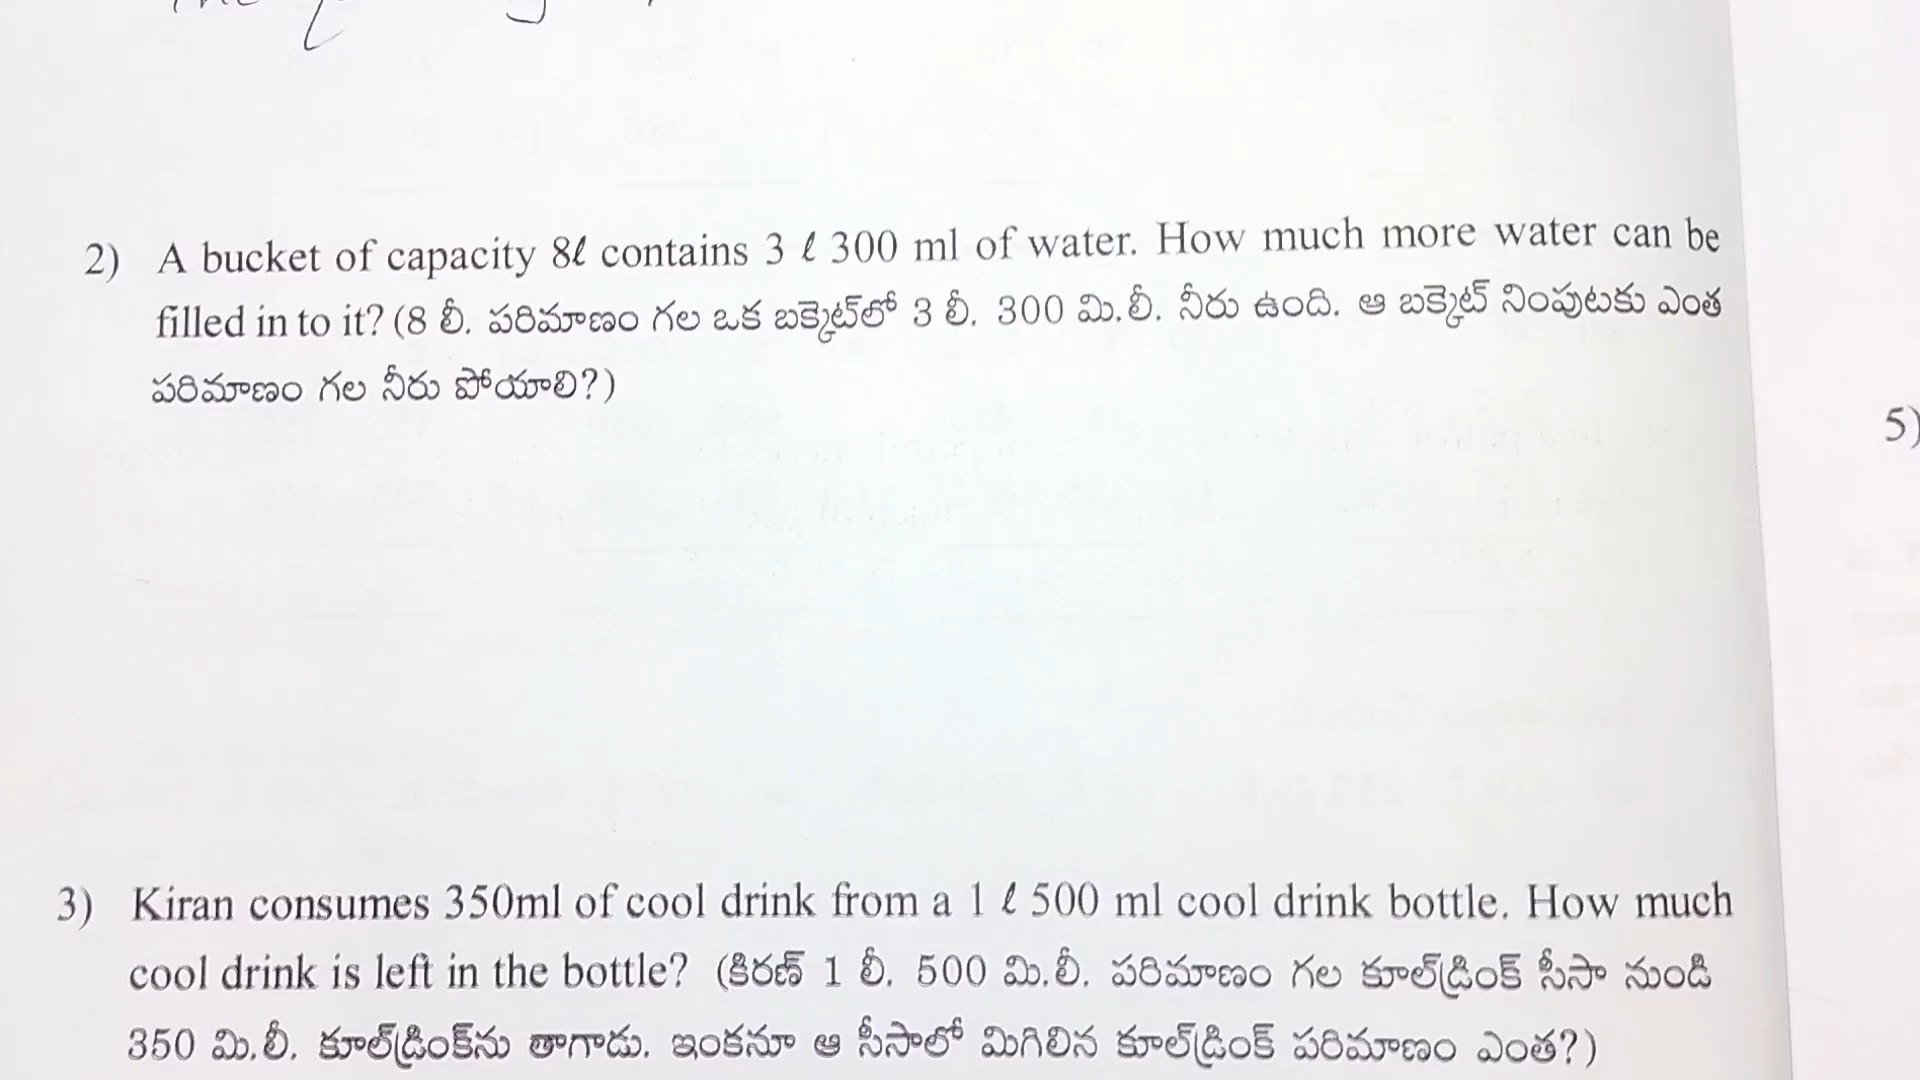 2) A bucket of capacity 8ℓ contains 3 ℓ 300 ml of water. How much more water can be
filled in to it? (8 లీ. పరిమాణం గల ఒక బక్కెట్‌లో 3 లీ. 300 మి.లీ. నీరు ఉంది. ఆ బక్కెట్ నింపుటకు ఎంత
పరిమాణం గల నీరు పోయాలి?)
5)
3) Kiran consumes 350ml of cool drink from a 1 ℓ 500 ml cool drink bottle. How much
cool drink is left in the bottle? (కిరణ్ 1 లీ. 500 మి.లీ. పరిమాణం గల కూల్‌డ్రింక్ సీసా నుండి
350 మి.లీ. కూల్‌డ్రింక్‌ను తాగాడు. ఇంకనూ ఆ సీసాలో మిగిలిన కూల్‌డ్రింక్ పరిమాణం ఎంత?)